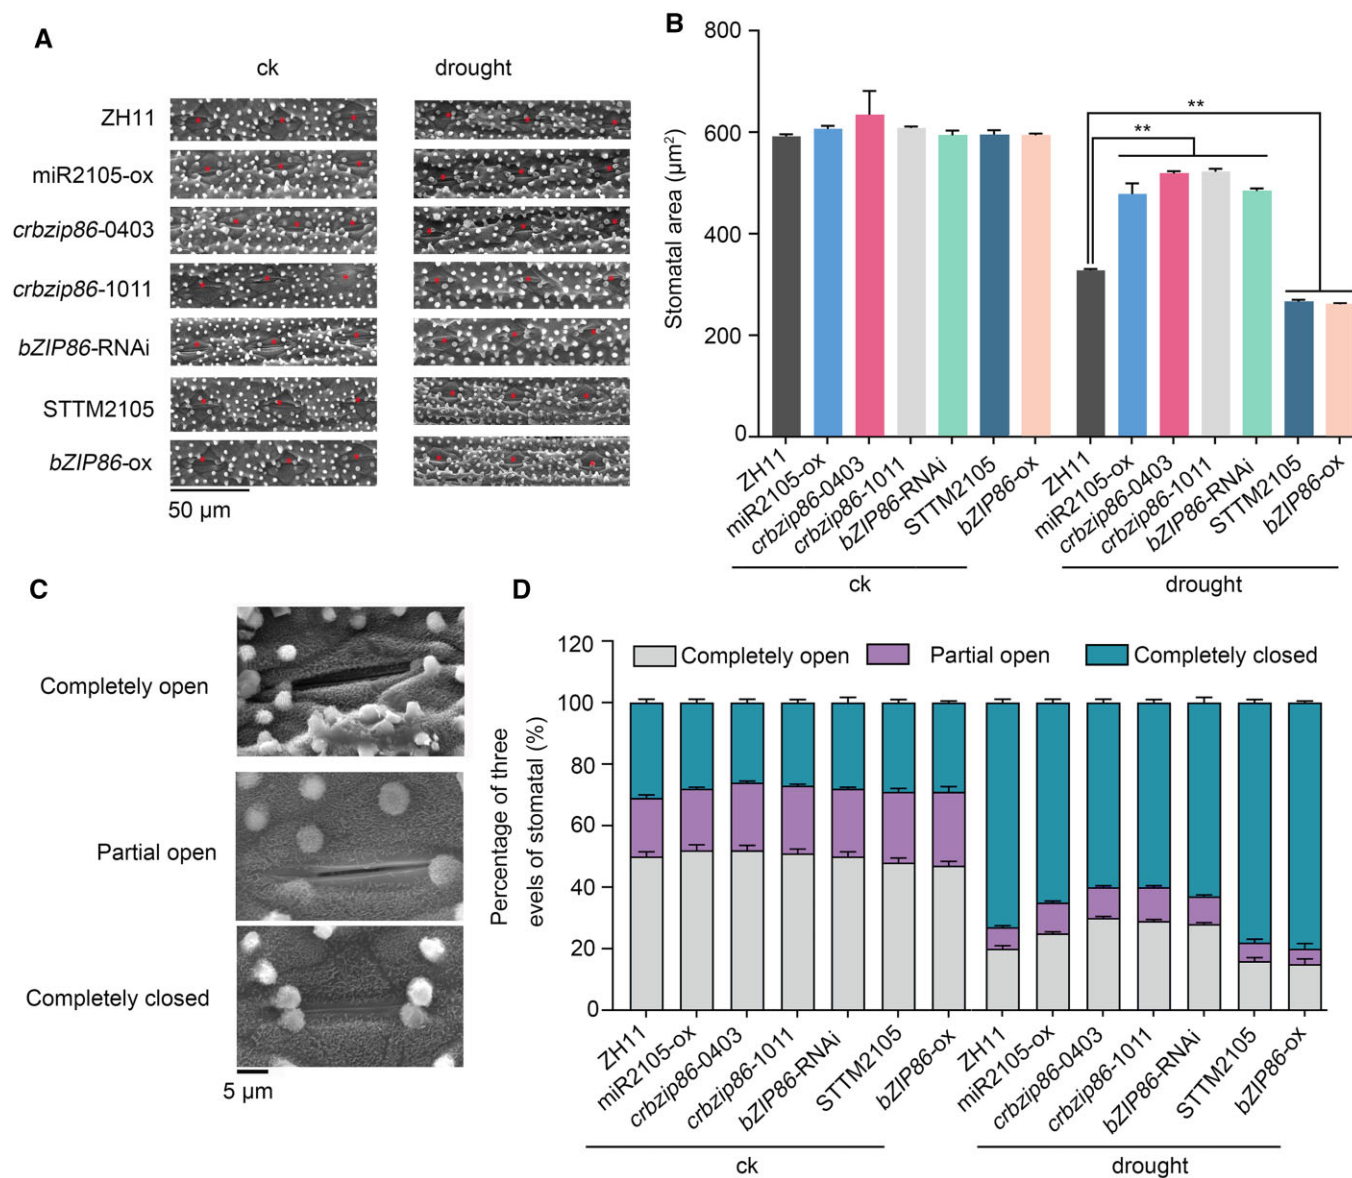 A
ck
drought
ZH11
miR2105-ox
crbzip86-0403
crbzip86-1011
bZIP86-RNAi
STTM2105
bZIP86-ox
50 µm
B
Stomatal area (µm²)
800
600
400
200
0
**
**
ZH11
miR2105-ox
crbzip86-0403
crbzip86-1011
bZIP86-RNAi
STTM2105
bZIP86-ox
ZH11
miR2105-ox
crbzip86-0403
crbzip86-1011
bZIP86-RNAi
STTM2105
bZIP86-ox
ck
drought
C
Completely open
Partial open
Completely closed
5 µm
D
Percentage of three
evels of stomatal (%)
120
100
80
60
40
20
0
Completely open
Partial open
Completely closed
ZH11
miR2105-ox
crbzip86-0403
crbzip86-1011
bZIP86-RNAi
STTM2105
bZIP86-ox
ZH11
miR2105-ox
crbzip86-0403
crbzip86-1011
bZIP86-RNAi
STTM2105
bZIP86-ox
ck
drought